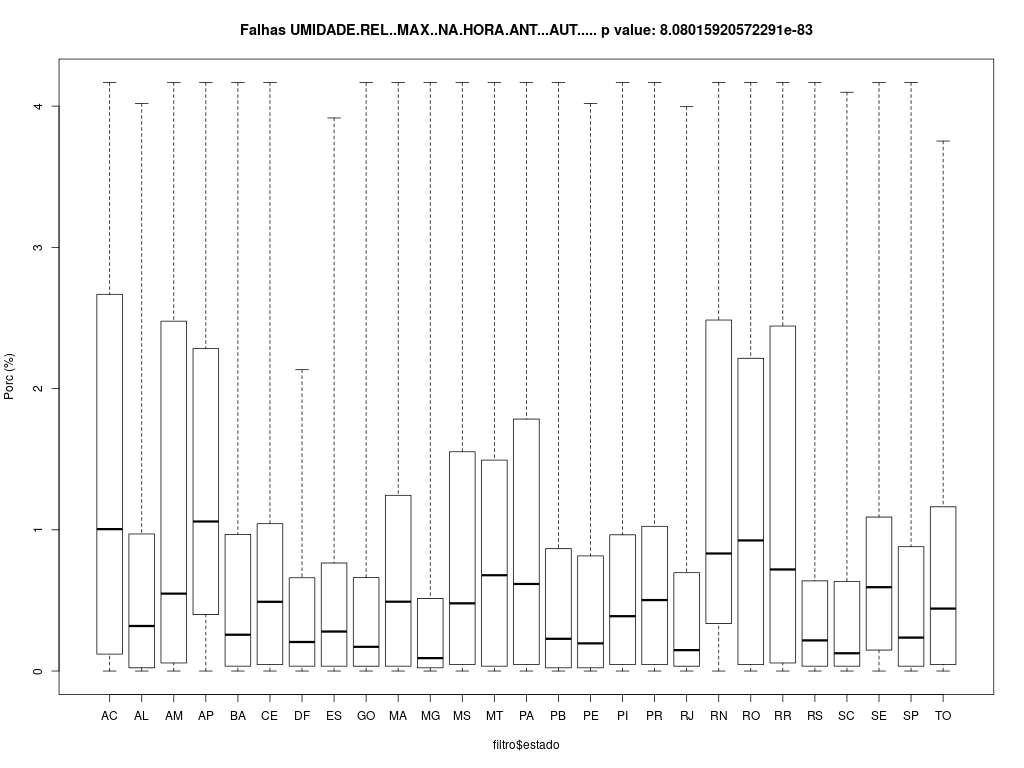 Falhas UMIDADE.REL..MAX..NA.HORA.ANT...AUT..... p value: 8.08015920572291e-83
4
3
2
1
0
Porc (%)
AC AL AM AP BA CE DF ES GO MA MG MS MT PA PB PE PI PR RJ RN RO RR RS SC SE SP TO
filtro$estado